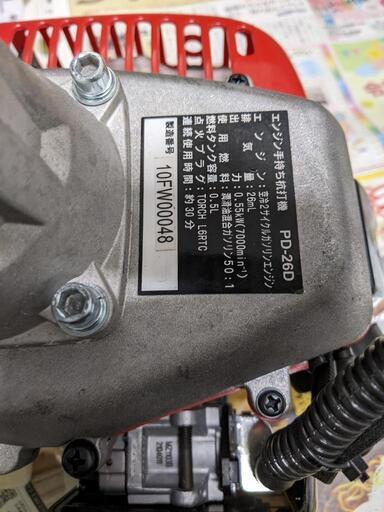 エンジン手持ち杭打機 PD-26D
エンジン:空冷2サイクルガソリンエンジン
排気量:26mL
出力:0.55kW(7000min⁻¹)
使用燃料:潤滑油混合ガソリン50:1
燃料タンク容量:0.5L
点火プラグ:TORCH L6RTC
連続使用時間:約30分
製造番号 10FW00048